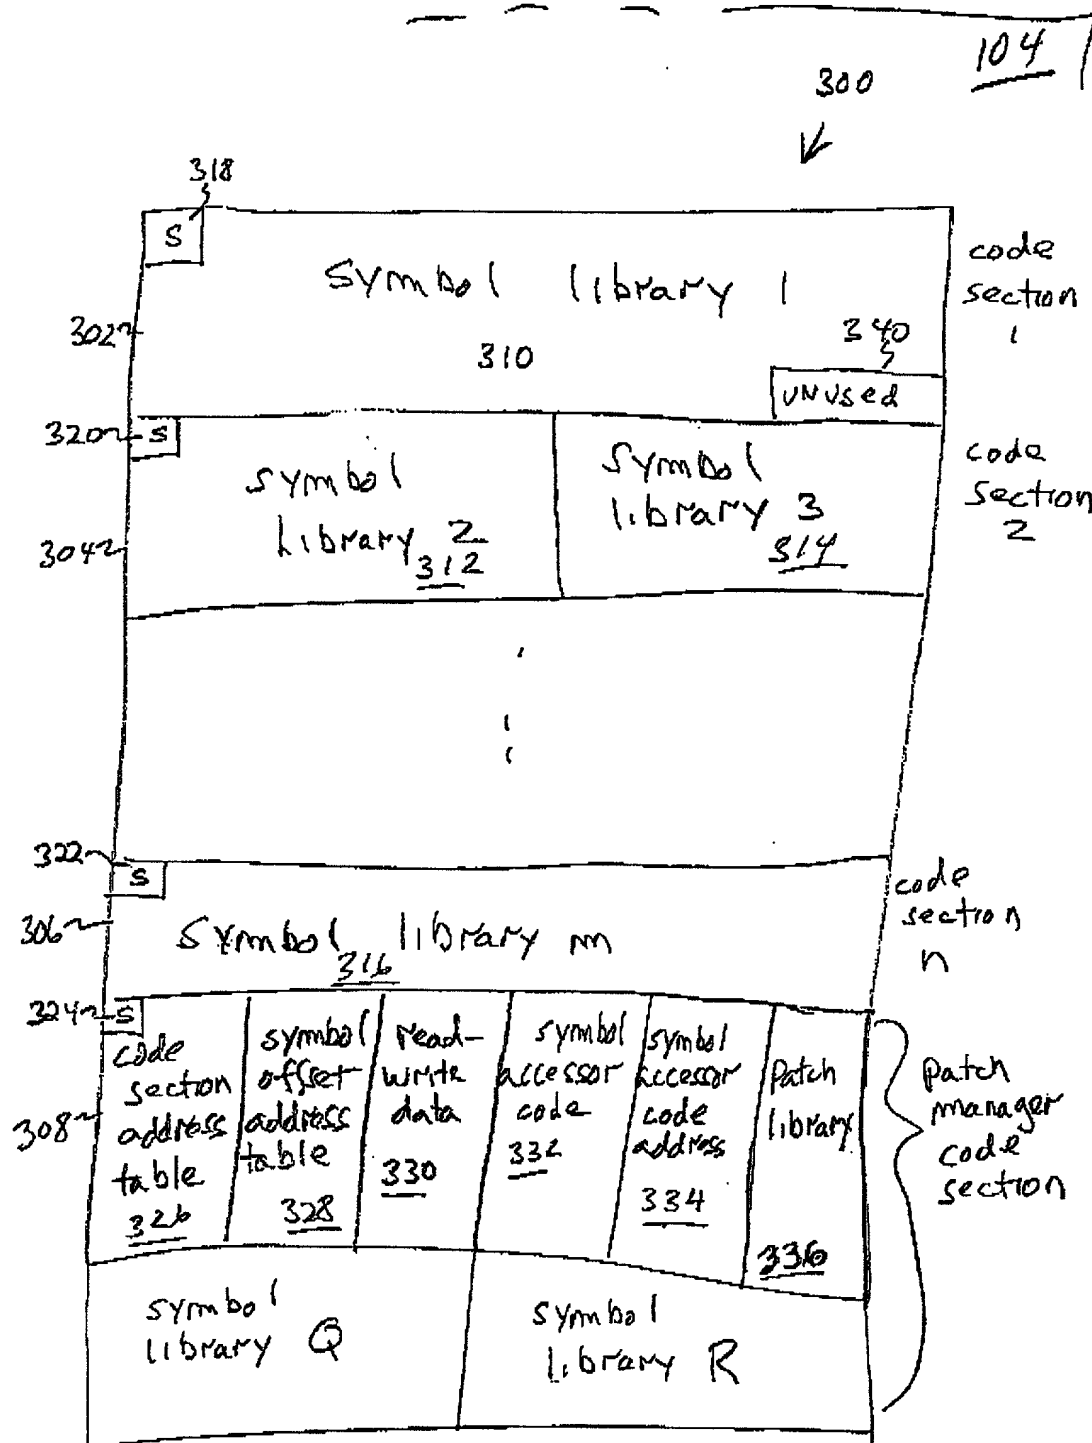 104
300
318
S
symbol library 1
code
section
1
302
310
340
UNUSED
320
S
symbol
library 2
312
symbol
library 3
314
code
section
2
304
322
S
code
section
n
306
symbol library m
316
324
S
code
section
address
table
326
symbol
offset
address
table
328
read-
write
data
330
symbol
accessor
code
332
symbol
accessor
code
address
334
patch
library
336
308
patch
manager
code
section
symbol
library Q
symbol
library R